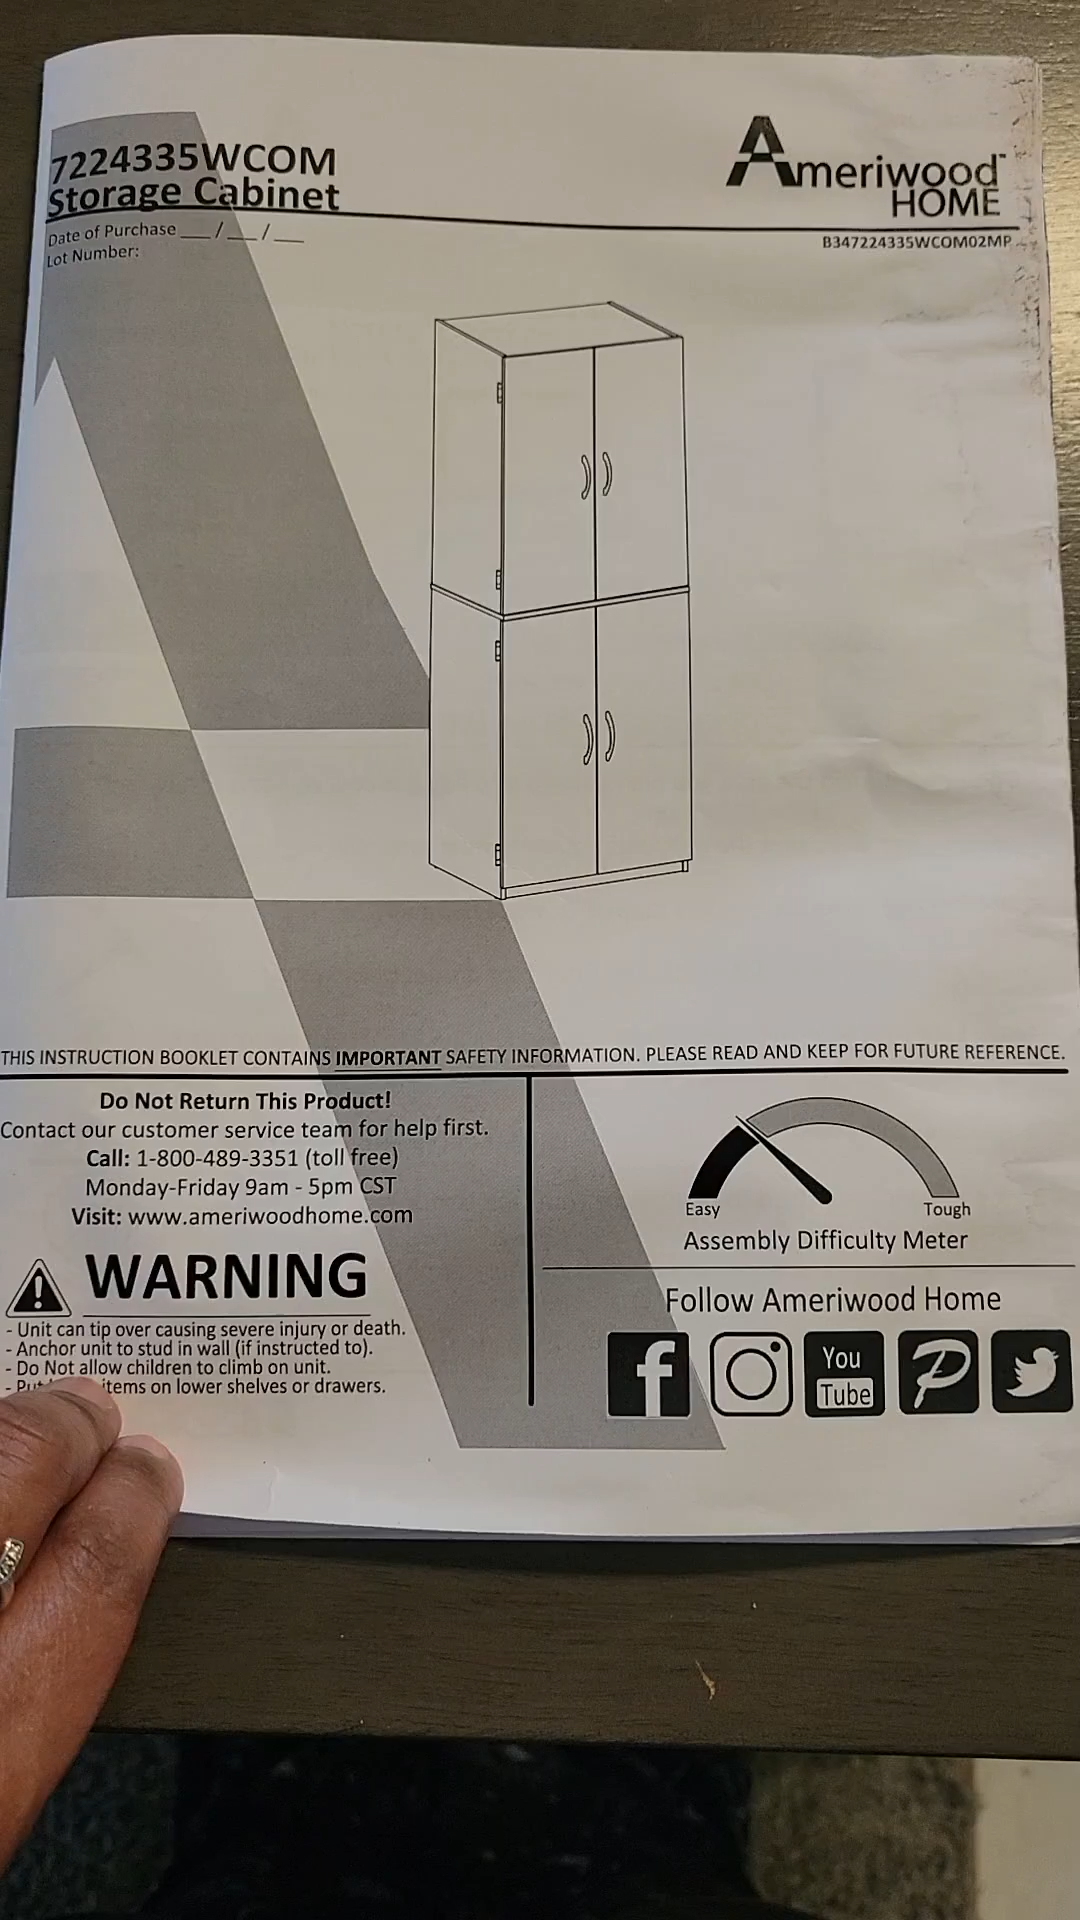 7224335WCOM
Storage Cabinet
Ameriwood™
HOME
Date of Purchase __/__/__
Lot Number:
B347224335WCOM02MP
THIS INSTRUCTION BOOKLET CONTAINS IMPORTANT SAFETY INFORMATION. PLEASE READ AND KEEP FOR FUTURE REFERENCE.
Do Not Return This Product!
Contact our customer service team for help first.
Call: 1-800-489-3351 (toll free)
Monday-Friday 9am - 5pm CST
Visit: www.ameriwoodhome.com
WARNING
- Unit can tip over causing severe injury or death.
- Anchor unit to stud in wall (if instructed to).
- Do Not allow children to climb on unit.
- items on lower shelves or drawers.
Easy
Tough
Assembly Difficulty Meter
Follow Ameriwood Home
f
You
Tube
P